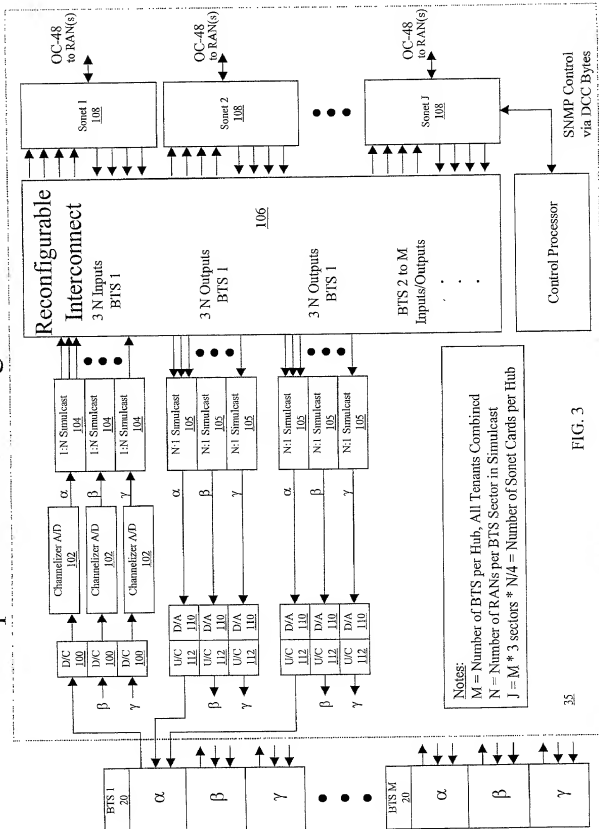 BTS 1
20
α
β
γ
BTS M
20
α
β
γ
D/C
100
D/C
100
D/C
100
β
γ
Channelizer A/D
102
Channelizer A/D
102
Channelizer A/D
102
α
β
γ
1:N Simulcast
104
1:N Simulcast
104
1:N Simulcast
104
U/C
112
D/A
110
U/C
112
D/A
110
U/C
112
D/A
110
β
γ
α
β
γ
N:1 Simulcast
105
N:1 Simulcast
105
N:1 Simulcast
105
U/C
112
D/A
110
U/C
112
D/A
110
U/C
112
D/A
110
β
γ
α
β
γ
N:1 Simulcast
105
N:1 Simulcast
105
N:1 Simulcast
105
Reconfigurable
Interconnect
3 N Inputs
BTS 1
106
3 N Outputs
BTS 1
3 N Outputs
BTS 1
BTS 2 to M
Inputs/Outputs
Sonet 1
108
OC-48
to RAN(s)
Sonet 2
108
OC-48
to RAN(s)
Sonet J
108
OC-48
to RAN(s)
Control Processor
SNMP Control
via DCC Bytes
Notes:
M = Number of BTS per Hub, All Tenants Combined
N = Number of RANs per BTS Sector in Simulcast
J = M * 3 sectors * N/4 = Number of Sonet Cards per Hub
35
FIG. 3